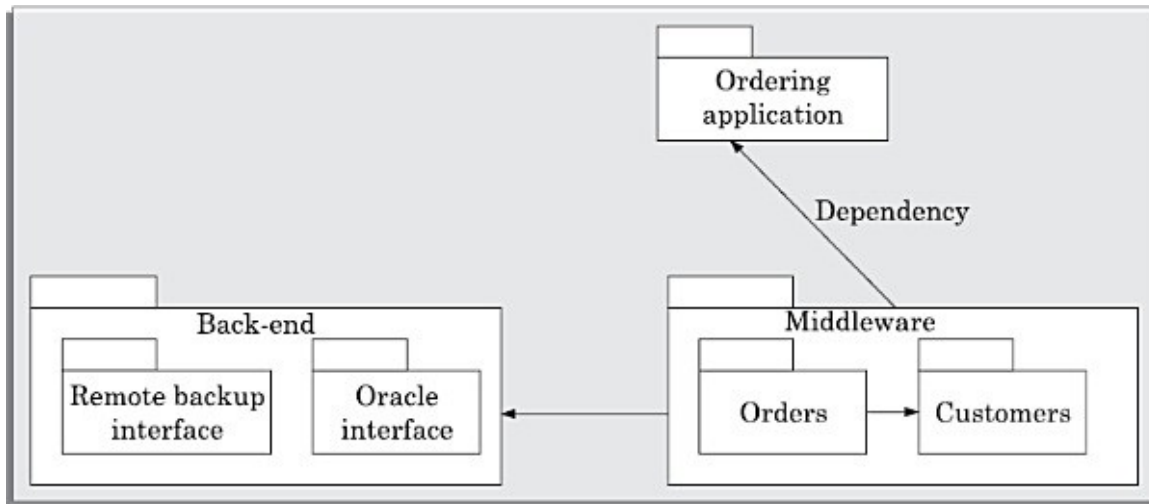 Ordering
application
Dependency
Back-end
Remote backup
interface
Oracle
interface
Middleware
Orders
Customers